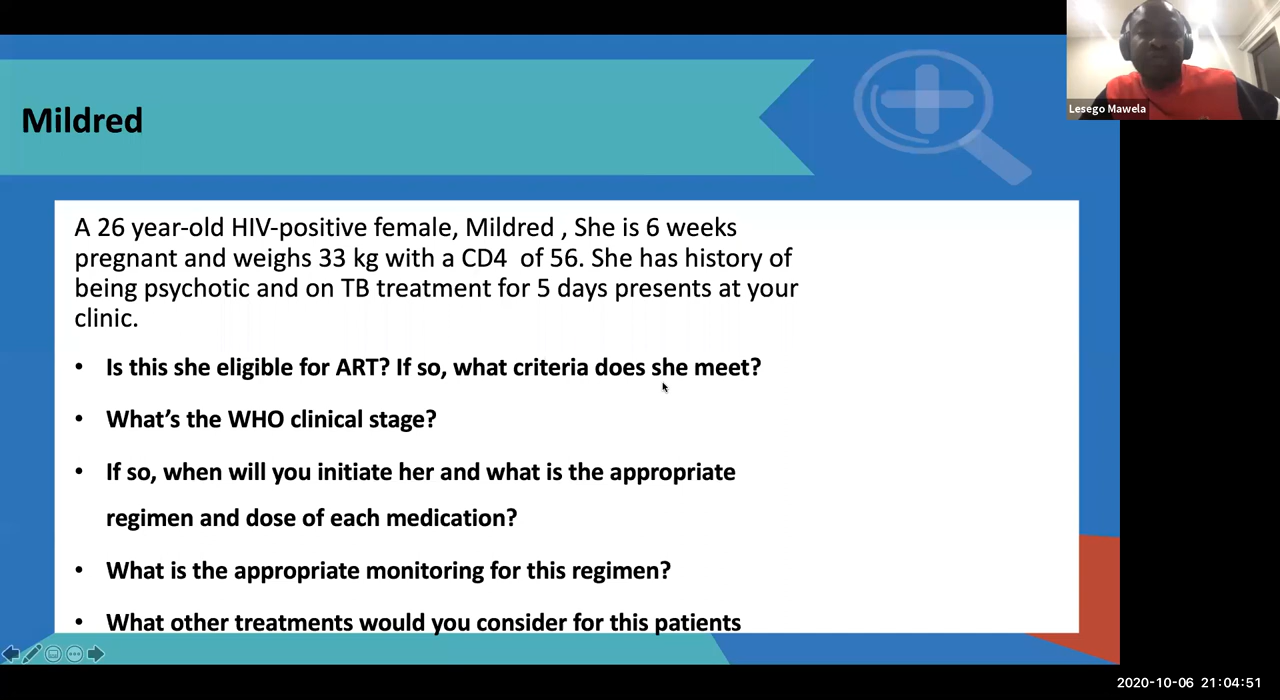 Lesego Mawela
Mildred
A 26 year-old HIV-positive female, Mildred , She is 6 weeks
pregnant and weighs 33 kg with a CD4 of 56. She has history of
being psychotic and on TB treatment for 5 days presents at your
clinic.
• Is this she eligible for ART? If so, what criteria does she meet?
• What’s the WHO clinical stage?
• If so, when will you initiate her and what is the appropriate
regimen and dose of each medication?
• What is the appropriate monitoring for this regimen?
• What other treatments would you consider for this patients
2020-10-06 21:04:51